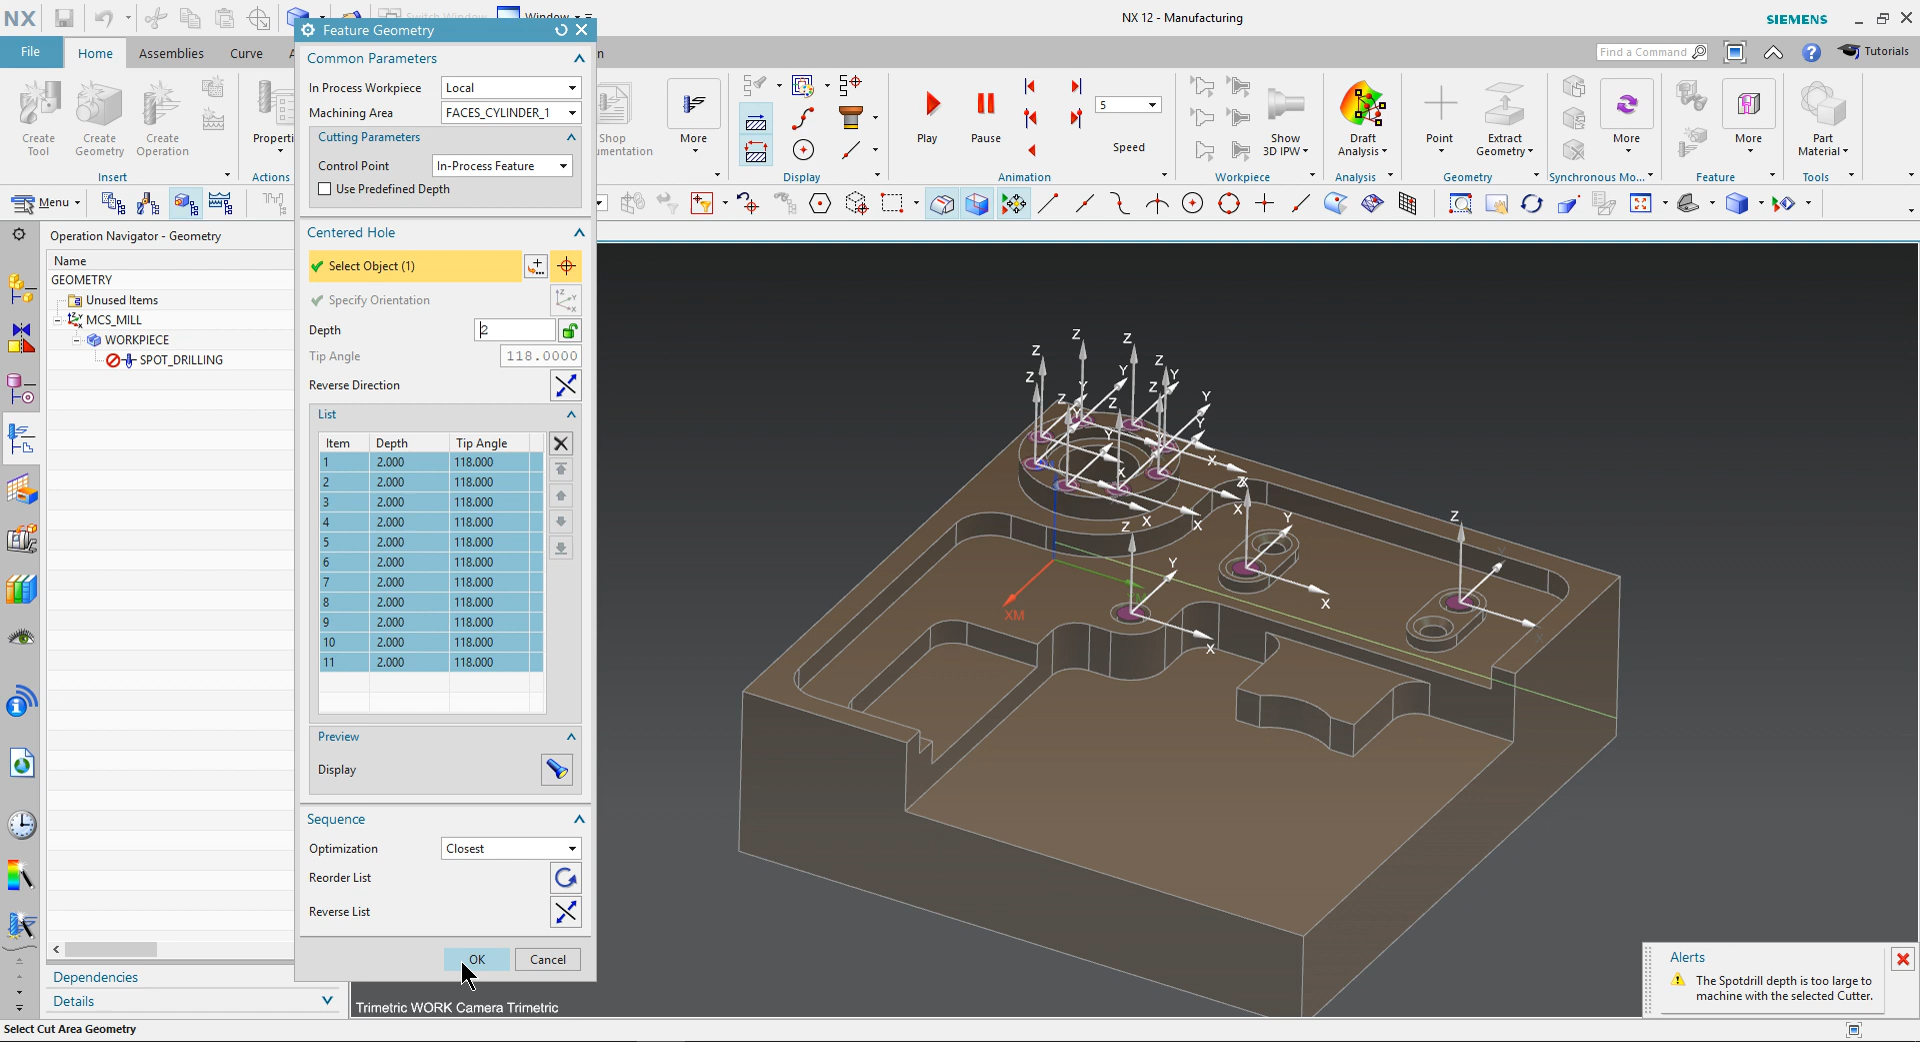 NX
Switch Window
Window
NX 12 - Manufacturing
SIEMENS
File
Home
Assemblies
Curve
Find a Command
Tutorials
Create Tool
Create Geometry
Create Operation
Insert
Properti
Actions
Feature Geometry
Common Parameters
In Process Workpiece
Local
Machining Area
FACES_CYLINDER_1
Cutting Parameters
Control Point
In-Process Feature
Use Predefined Depth
Centered Hole
Select Object (1)
Specify Orientation
Depth
2
Tip Angle
118.0000
Reverse Direction
List
Item Depth Tip Angle
1 2.000 118.000
2 2.000 118.000
3 2.000 118.000
4 2.000 118.000
5 2.000 118.000
6 2.000 118.000
7 2.000 118.000
8 2.000 118.000
9 2.000 118.000
10 2.000 118.000
11 2.000 118.000
Preview
Display
Sequence
Optimization
Closest
Reorder List
Reverse List
OK
Cancel
Shop
umentation
More
Display
Play
Pause
5
Speed
Animation
Show 3D IPW
Workpiece
Draft Analysis
Analysis
Point
Extract Geometry
Geometry
More
Synchronous Mo...
More
Feature
Part Material
Tools
Menu
Operation Navigator - Geometry
Name
GEOMETRY
Unused Items
MCS_MILL
WORKPIECE
SPOT_DRILLING
Dependencies
Details
XM
Trimetric WORK Camera Trimetric
Alerts
The Spotdrill depth is too large to
machine with the selected Cutter.
Select Cut Area Geometry